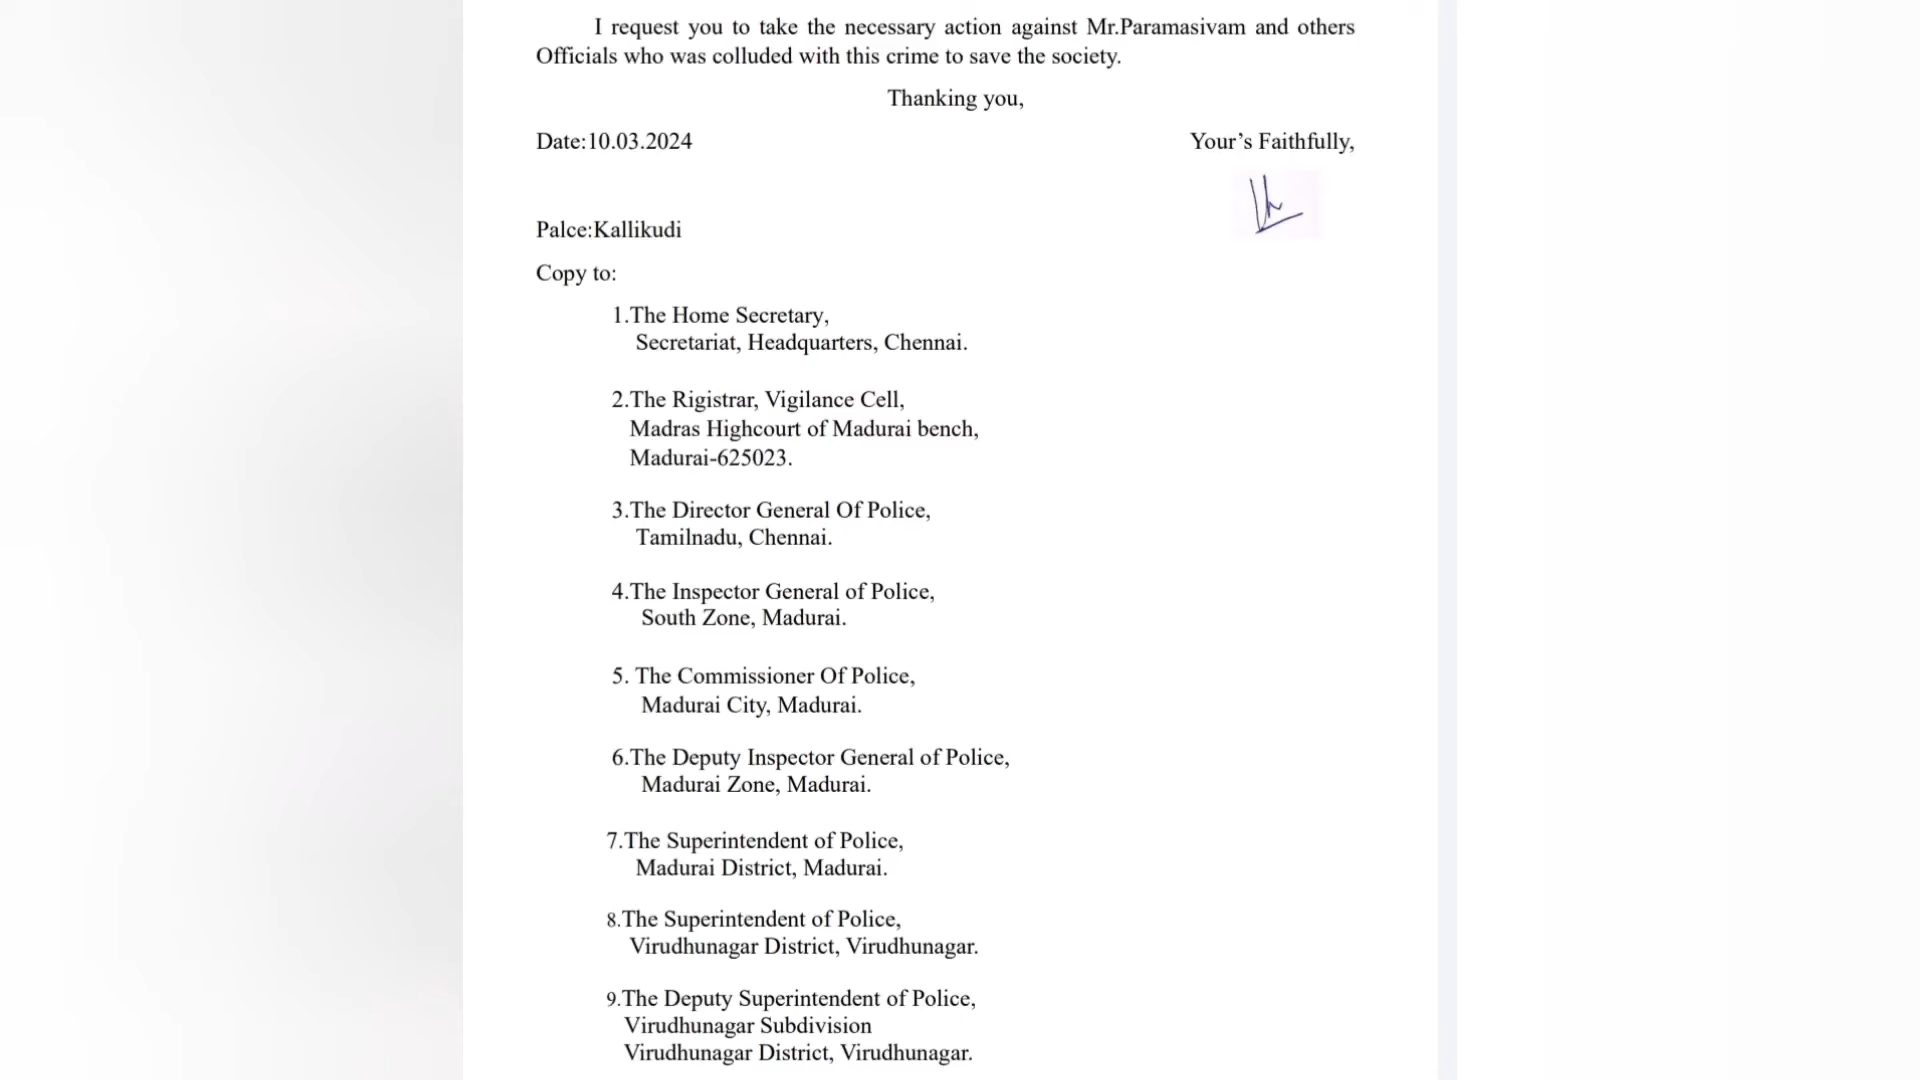 I request you to take the necessary action against Mr.Paramasivam and others
Officials who was colluded with this crime to save the society.
Thanking you,
Date:10.03.2024 Your’s Faithfully,
Palce:Kallikudi
Copy to:
1.The Home Secretary,
Secretariat, Headquarters, Chennai.
2.The Rigistrar, Vigilance Cell,
Madras Highcourt of Madurai bench,
Madurai-625023.
3.The Director General Of Police,
Tamilnadu, Chennai.
4.The Inspector General of Police,
South Zone, Madurai.
5. The Commissioner Of Police,
Madurai City, Madurai.
6.The Deputy Inspector General of Police,
Madurai Zone, Madurai.
7.The Superintendent of Police,
Madurai District, Madurai.
8.The Superintendent of Police,
Virudhunagar District, Virudhunagar.
9.The Deputy Superintendent of Police,
Virudhunagar Subdivision
Virudhunagar District, Virudhunagar.